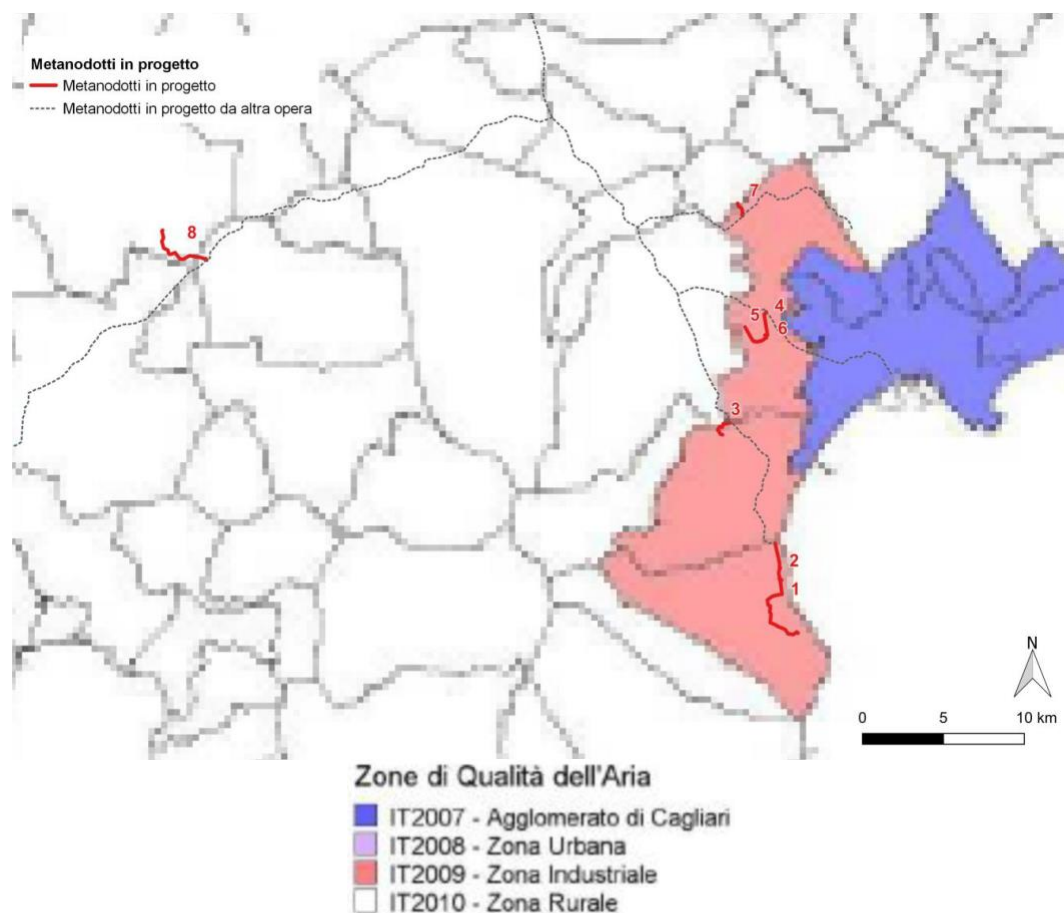 Metanodotti in progetto
Metanodotti in progetto
Metanodotti in progetto da altra opera
7
8
4
5
6
3
2
1
N
0 5 10 km
Zone di Qualità dell'Aria
IT2007 - Agglomerato di Cagliari
IT2008 - Zona Urbana
IT2009 - Zona Industriale
IT2010 - Zona Rurale